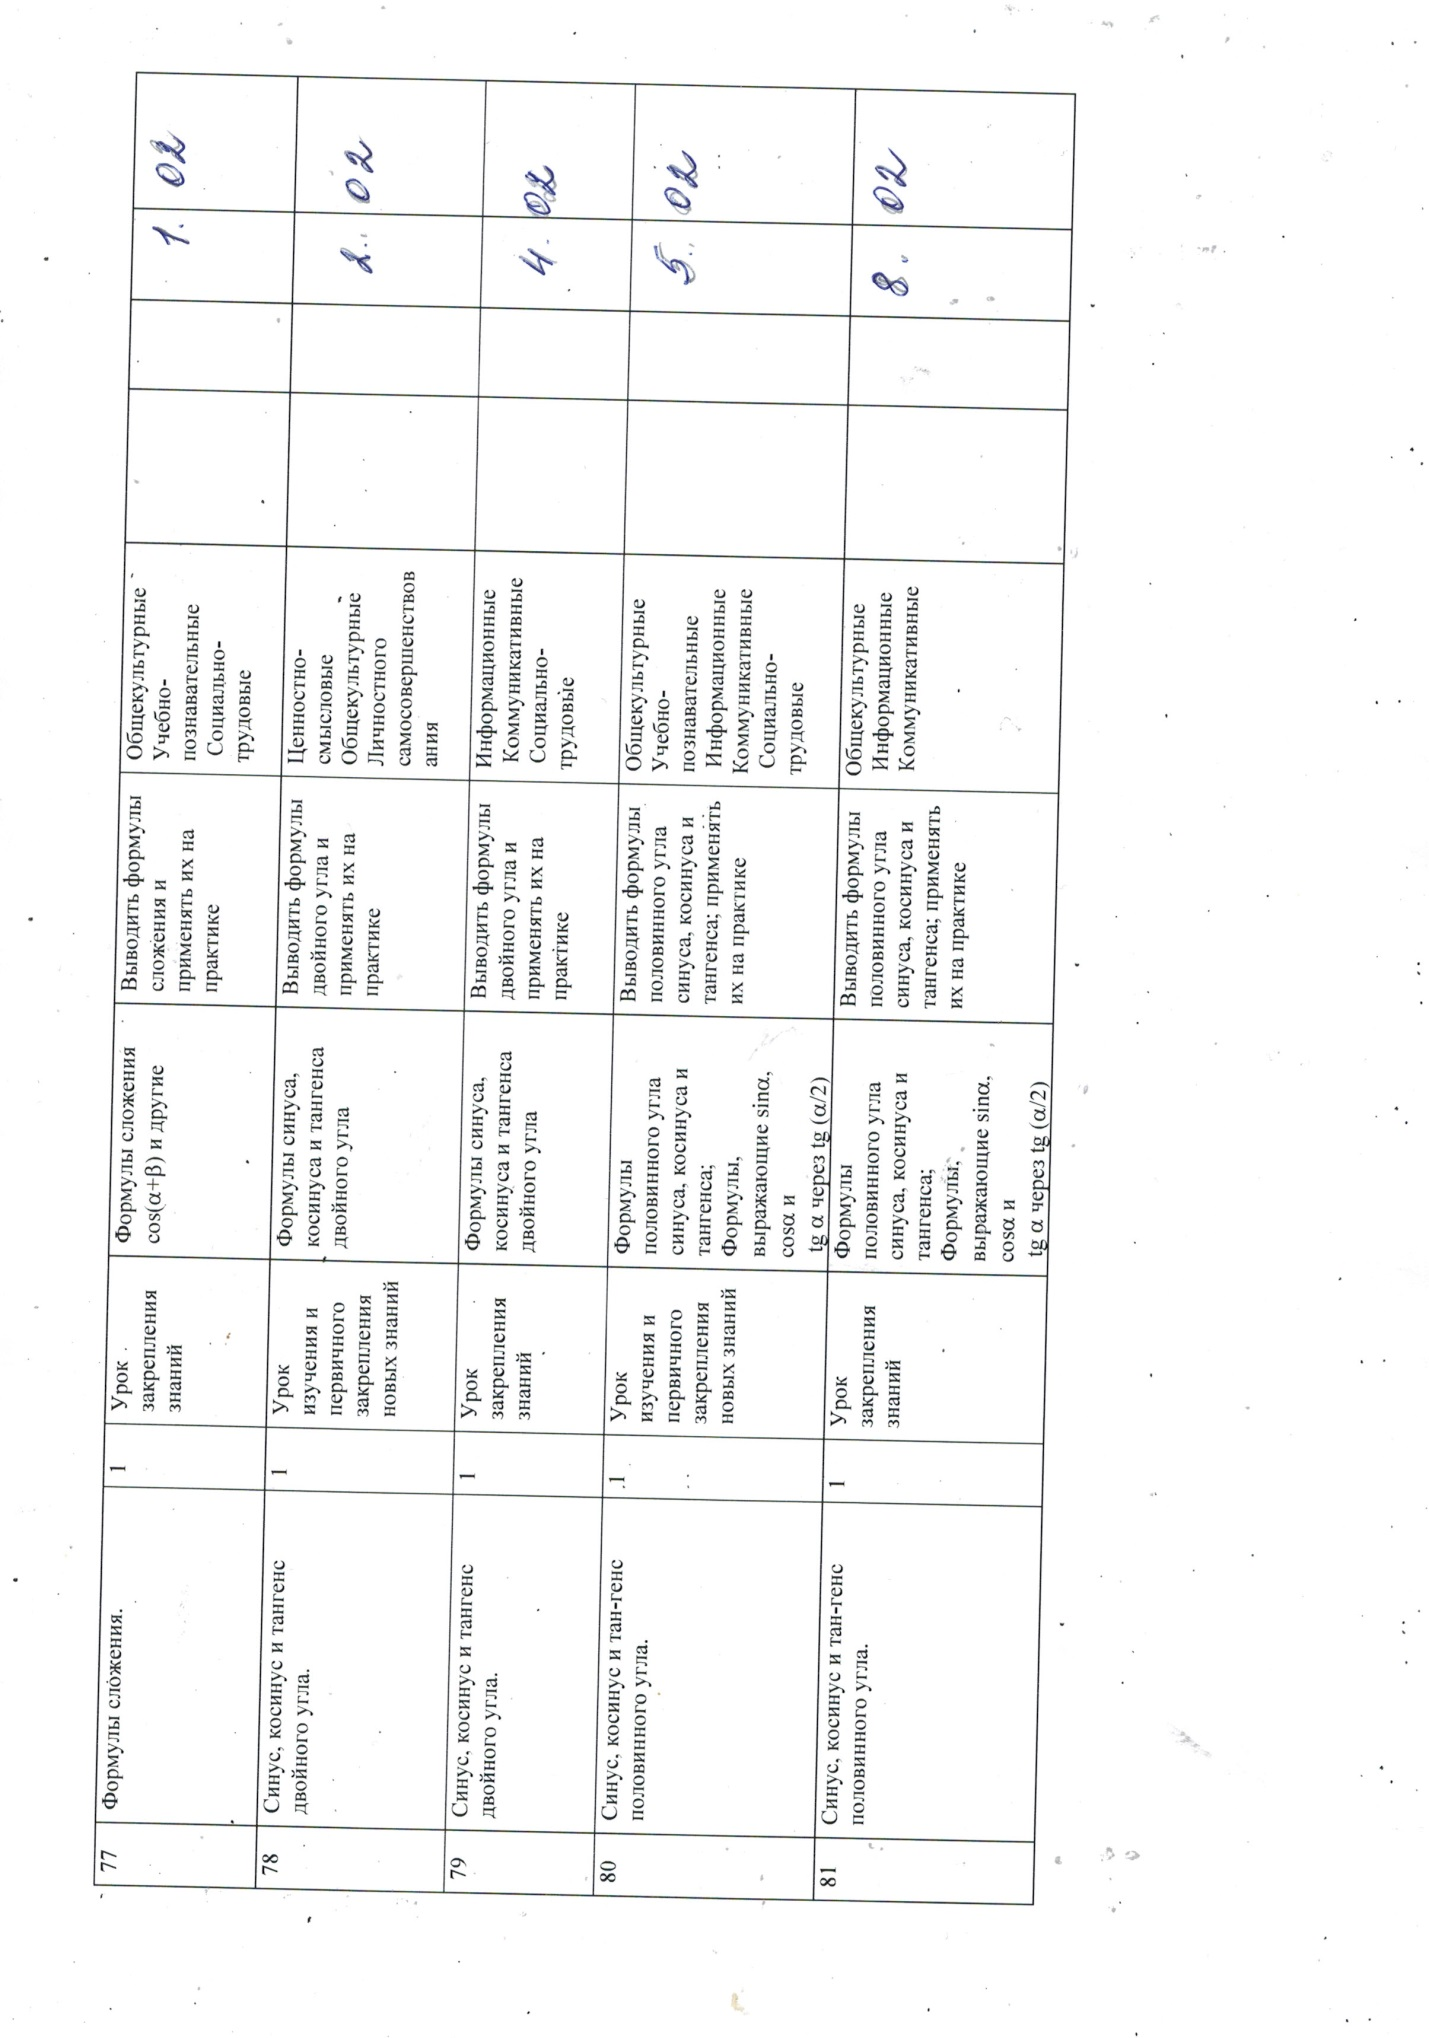 77
Формулы сложения.
1
Урок
закрепления
знаний
Формулы сложения
cos(α+β) и другие
Выводить формулы
сложения и
применять их на
практике
Общекультурные
Учебно-
познавательные
Социально-
трудовые
1. 02
78
Синус, косинус и тангенс
двойного угла.
1
Урок
изучения и
первичного
закрепления
новых знаний
Формулы синуса,
косинуса и тангенса
двойного угла
Выводить формулы
двойного угла и
применять их на
практике
Ценностно-
смысловые
Общекультурные
Личностного
самосовершенствов
ания
2. 02
79
Синус, косинус и тангенс
двойного угла.
1
Урок
закрепления
знаний
Формулы синуса,
косинуса и тангенса
двойного угла
Выводить формулы
двойного угла и
применять их на
практике
Информационные
Коммуникативные
Социально-
трудовые
4. 02
80
Синус, косинус и тан-генс
половинного угла.
1
Урок
изучения и
первичного
закрепления
новых знаний
Формулы
половинного угла
синуса, косинуса и
тангенса;
Формулы,
выражающие sinα,
cosα и
tg α через tg (α/2)
Выводить формулы
половинного угла
синуса, косинуса и
тангенса; применять
их на практике
Общекультурные
Учебно-
познавательные
Информационные
Коммуникативные
Социально-
трудовые
5. 02
81
Синус, косинус и тан-генс
половинного угла.
1
Урок
закрепления
знаний
Формулы
половинного угла
синуса, косинуса и
тангенса;
Формулы,
выражающие sinα,
cosα и
tg α через tg (α/2)
Выводить формулы
половинного угла
синуса, косинуса и
тангенса; применять
их на практике
Общекультурные
Информационные
Коммуникативные
8. 02